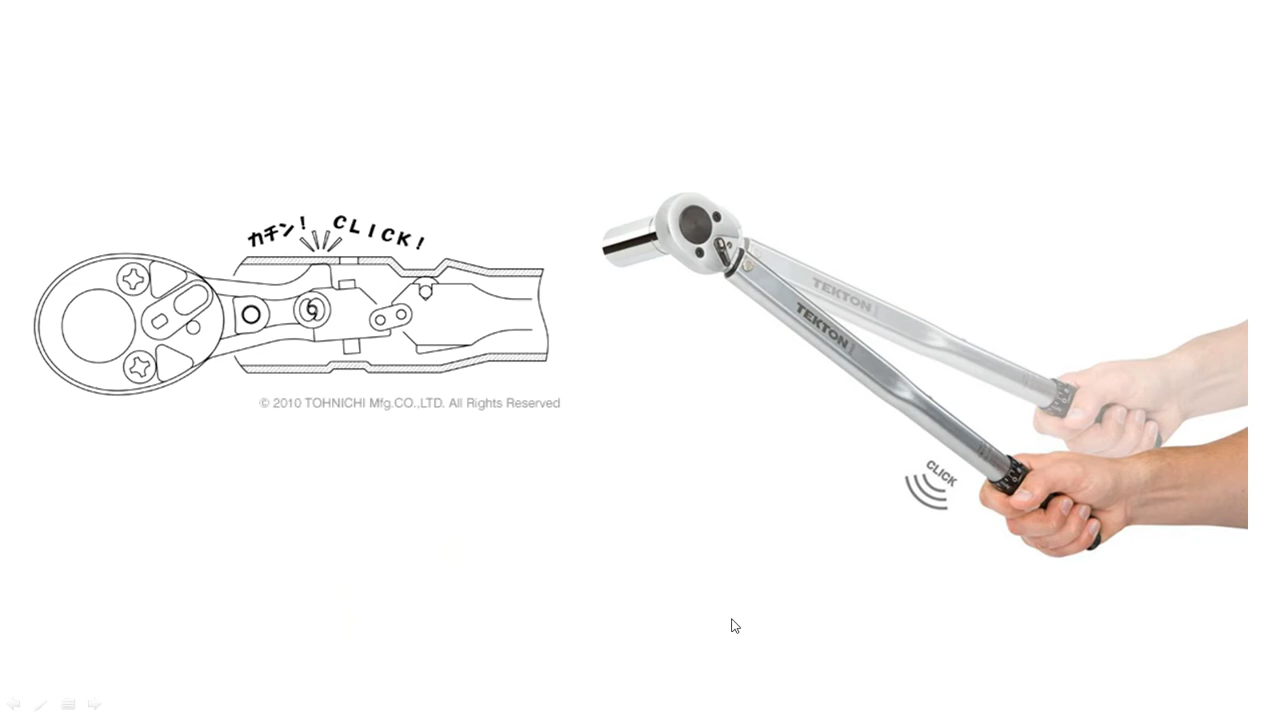 カチン! CLICK!
© 2010 TOHNICHI Mfg.CO.,LTD. All Rights Reserved
TEKTON
TEKTON
CLICK